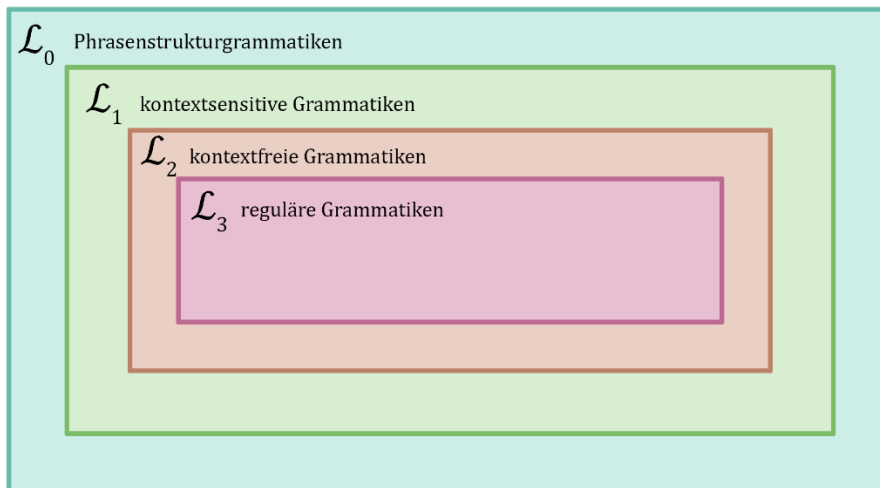 ℒ₀ Phrasenstrukturgrammatiken
ℒ₁ kontextsensitive Grammatiken
ℒ₂ kontextfreie Grammatiken
ℒ₃ reguläre Grammatiken